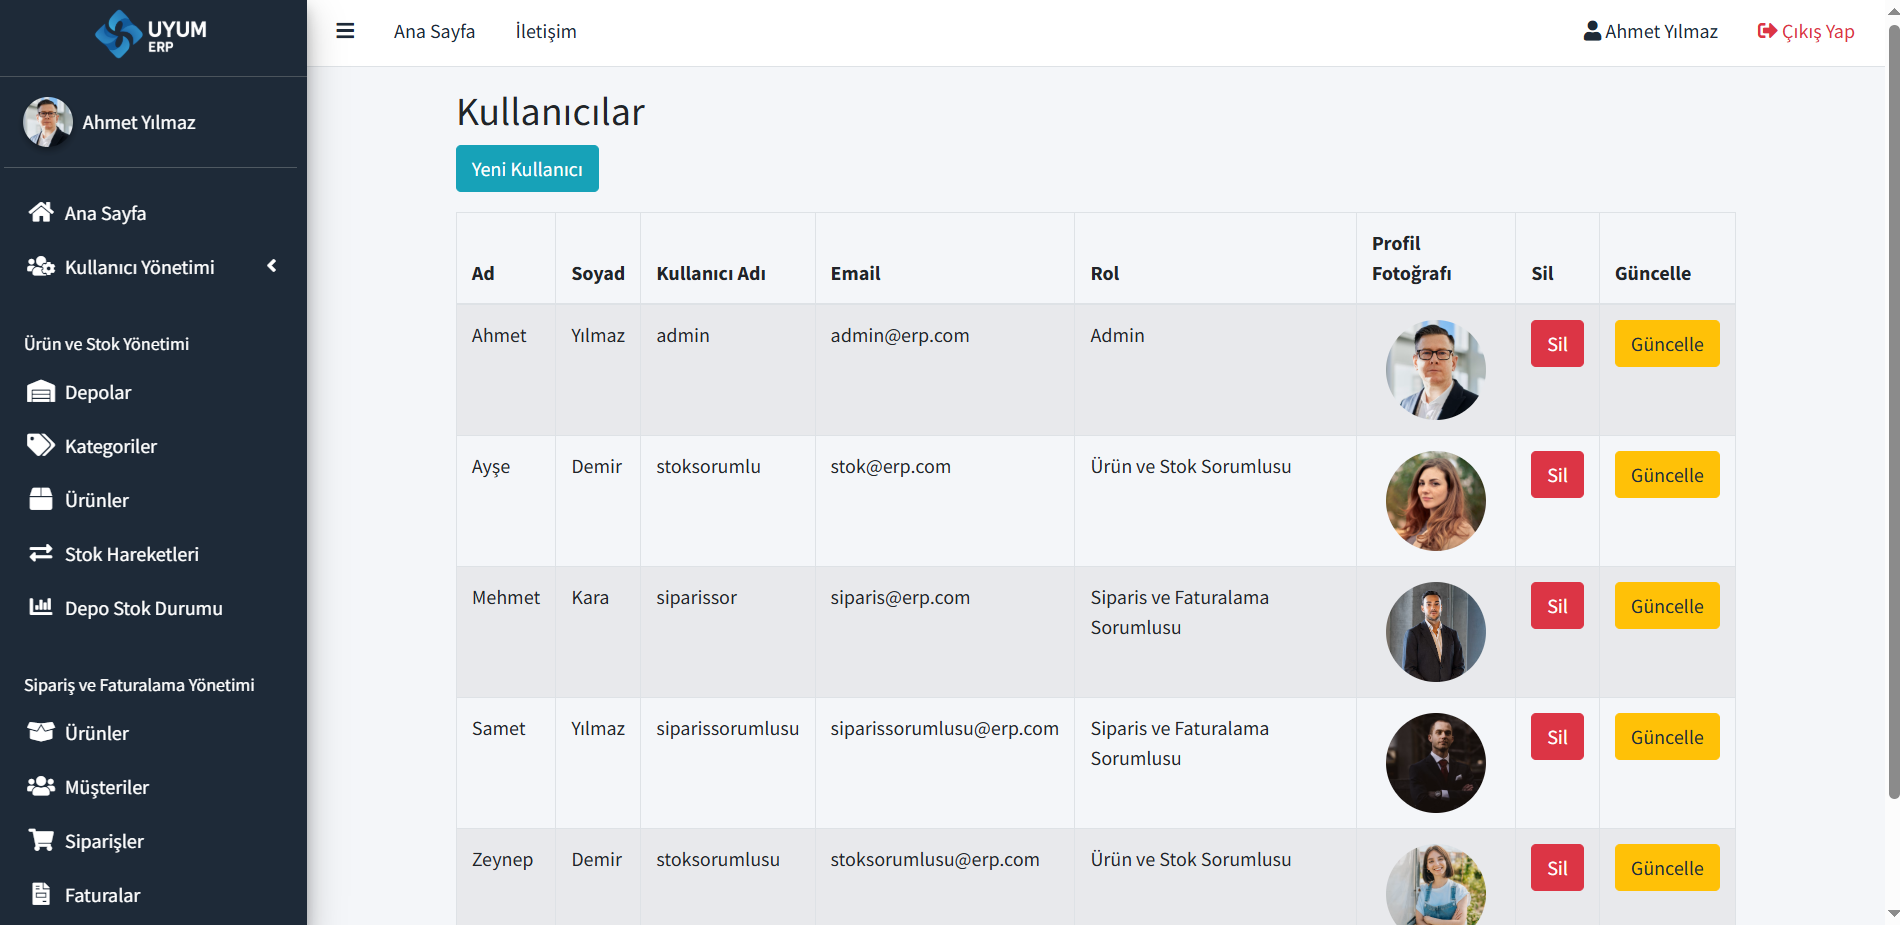 UYUM
ERP
Ahmet Yılmaz
Ana Sayfa
Kullanıcı Yönetimi
Ürün ve Stok Yönetimi
Depolar
Kategoriler
Ürünler
Stok Hareketleri
Depo Stok Durumu
Sipariş ve Faturalama Yönetimi
Ürünler
Müşteriler
Siparişler
Faturalar
Ana Sayfa İletişim Ahmet Yılmaz Çıkış Yap
Kullanıcılar
Yeni Kullanıcı
Ad Soyad Kullanıcı Adı Email Rol Profil Fotoğrafı Sil Güncelle
Ahmet Yılmaz admin admin@erp.com Admin Sil Güncelle
Ayşe Demir stoksorumlu stok@erp.com Ürün ve Stok Sorumlusu Sil Güncelle
Mehmet Kara siparissor siparis@erp.com Siparis ve Faturalama Sorumlusu Sil Güncelle
Samet Yılmaz siparissorumlusu siparissorumlusu@erp.com Siparis ve Faturalama Sorumlusu Sil Güncelle
Zeynep Demir stoksorumlusu stoksorumlusu@erp.com Ürün ve Stok Sorumlusu Sil Güncelle